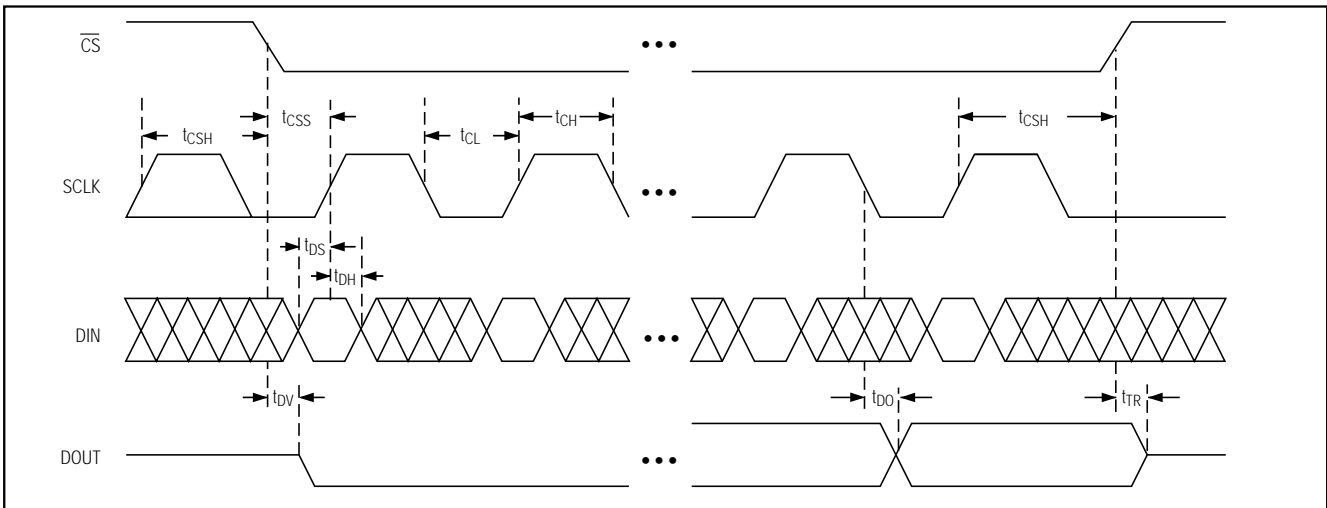 CS
•••
tCSH
tCSS
tCL
tCH
tCSH
SCLK
•••
tDS
tDH
DIN
•••
tDV
tDO
tTR
DOUT
•••